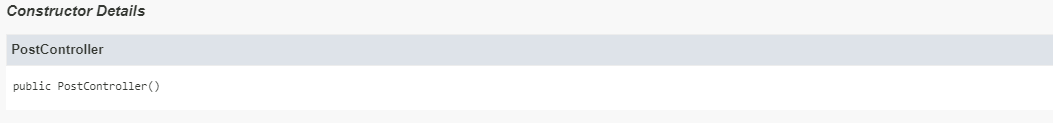 Constructor Details
PostController
public PostController()